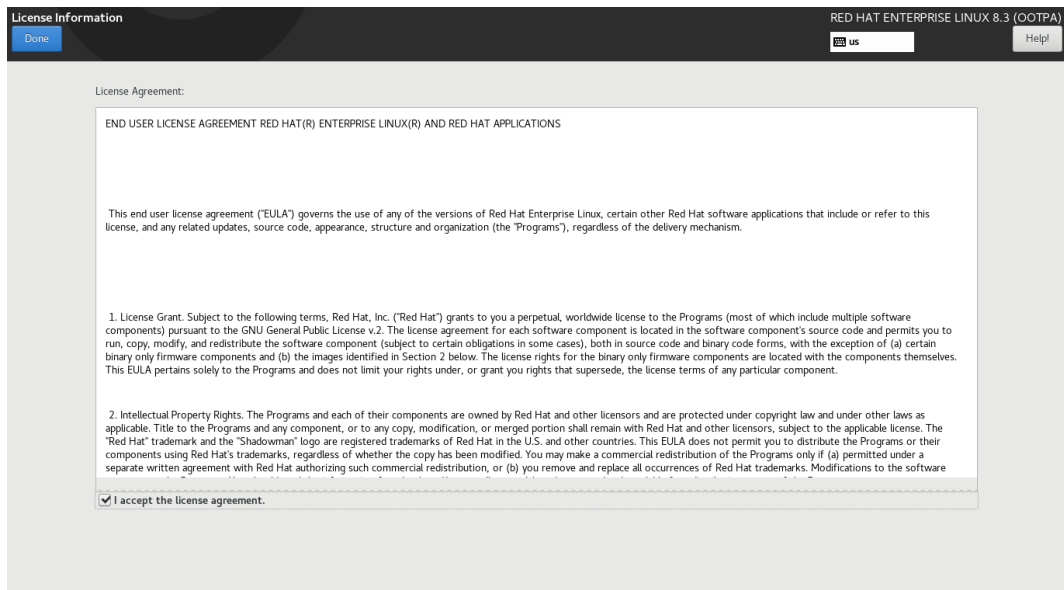 License Information
RED HAT ENTERPRISE LINUX 8.3 (OOTPA)
Done
us
Help!
License Agreement:
END USER LICENSE AGREEMENT RED HAT(R) ENTERPRISE LINUX(R) AND RED HAT APPLICATIONS
This end user license agreement ("EULA") governs the use of any of the versions of Red Hat Enterprise Linux, certain other Red Hat software applications that include or refer to this
license, and any related updates, source code, appearance, structure and organization (the "Programs"), regardless of the delivery mechanism.
1. License Grant. Subject to the following terms, Red Hat, Inc. ("Red Hat") grants to you a perpetual, worldwide license to the Programs (most of which include multiple software
components) pursuant to the GNU General Public License v.2. The license agreement for each software component is located in the software component's source code and permits you to
run, copy, modify, and redistribute the software component (subject to certain obligations in some cases), both in source code and binary code forms, with the exception of (a) certain
binary only firmware components and (b) the images identified in Section 2 below. The license rights for the binary only firmware components are located with the components themselves.
This EULA pertains solely to the Programs and does not limit your rights under, or grant you rights that supersede, the license terms of any particular component.
2. Intellectual Property Rights. The Programs and each of their components are owned by Red Hat and other licensors and are protected under copyright law and under other laws as
applicable. Title to the Programs and any component, or to any copy, modification, or merged portion shall remain with Red Hat and other licensors, subject to the applicable license. The
"Red Hat" trademark and the "Shadowman" logo are registered trademarks of Red Hat in the U.S. and other countries. This EULA does not permit you to distribute the Programs or their
components using Red Hat's trademarks, regardless of whether the copy has been modified. You may make a commercial redistribution of the Programs only if (a) permitted under a
separate written agreement with Red Hat authorizing such commercial redistribution, or (b) you remove and replace all occurrences of Red Hat trademarks. Modifications to the software
I accept the license agreement.